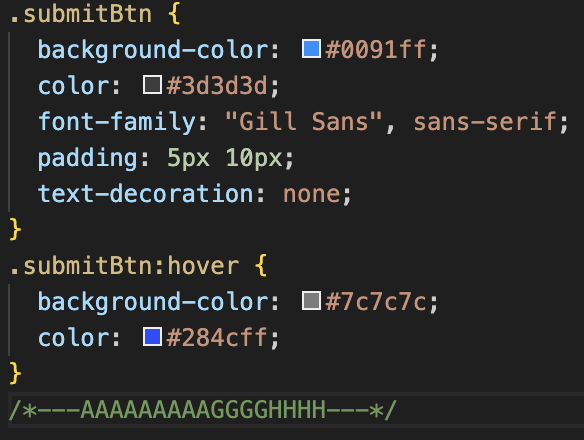 .submitBtn {
background-color: #0091ff;
color: #3d3d3d;
font-family: "Gill Sans", sans-serif;
padding: 5px 10px;
text-decoration: none;
}
.submitBtn:hover {
background-color: #7c7c7c;
color: #284cff;
}
/*---AAAAAAAAAGGGGHHHH---*/